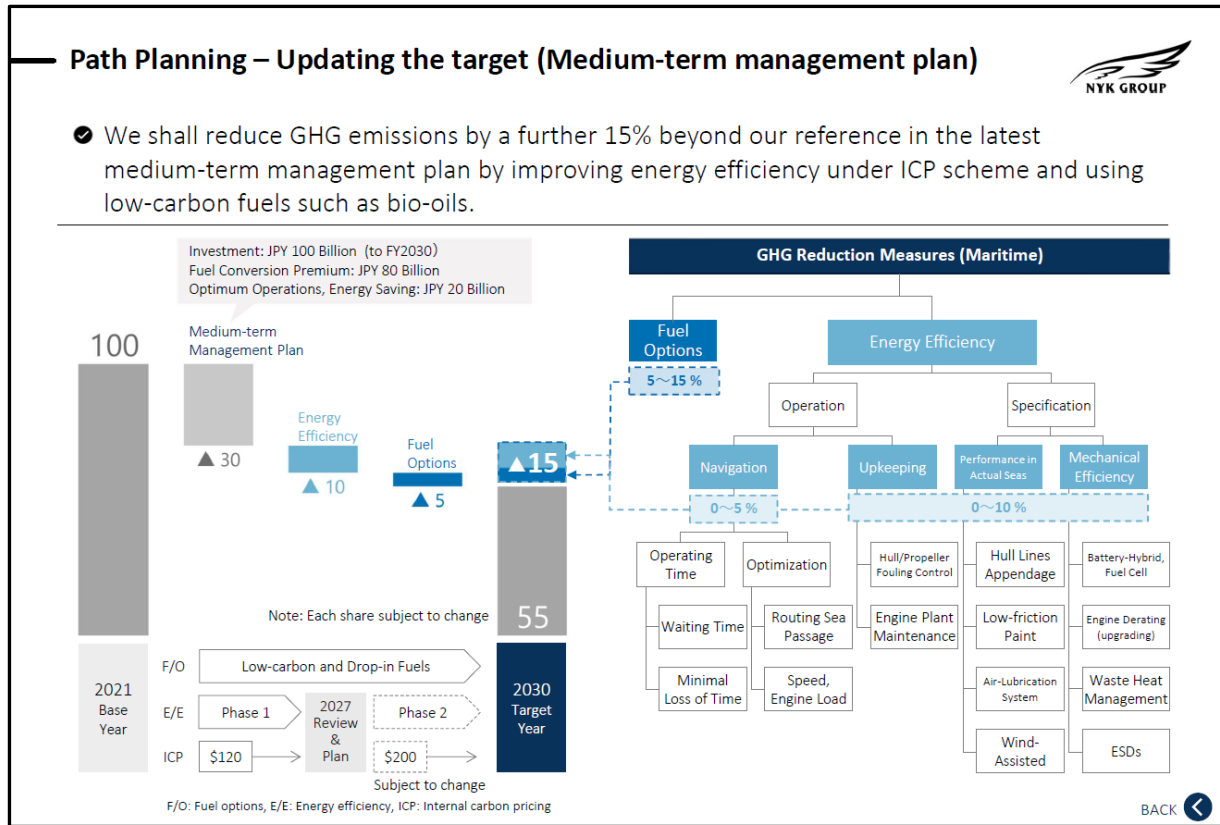 Path Planning – Updating the target (Medium-term management plan)
NYK GROUP
We shall reduce GHG emissions by a further 15% beyond our reference in the latest
medium-term management plan by improving energy efficiency under ICP scheme and using
low-carbon fuels such as bio-oils.
Investment: JPY 100 Billion (to FY2030)
Fuel Conversion Premium: JPY 80 Billion
Optimum Operations, Energy Saving: JPY 20 Billion
100
Medium-term
Management Plan
▲ 30
Energy
Efficiency
▲ 10
Fuel
Options
▲ 5
▲15
55
Note: Each share subject to change
2021
Base
Year
F/O
Low-carbon and Drop-in Fuels
E/E
Phase 1
2027
Review
&
Plan
Phase 2
ICP
$120
$200
Subject to change
2030
Target
Year
F/O: Fuel options, E/E: Energy efficiency, ICP: Internal carbon pricing
GHG Reduction Measures (Maritime)
Fuel
Options
5～15 %
Energy Efficiency
Operation
Specification
Navigation
Upkeeping
Performance in
Actual Seas
Mechanical
Efficiency
0～5 %
0～10 %
Operating
Time
Waiting Time
Minimal
Loss of Time
Optimization
Routing Sea
Passage
Speed,
Engine Load
Hull/Propeller
Fouling Control
Engine Plant
Maintenance
Hull Lines
Appendage
Low-friction
Paint
Air-Lubrication
System
Wind-
Assisted
Battery-Hybrid,
Fuel Cell
Engine Derating
(upgrading)
Waste Heat
Management
ESDs
BACK